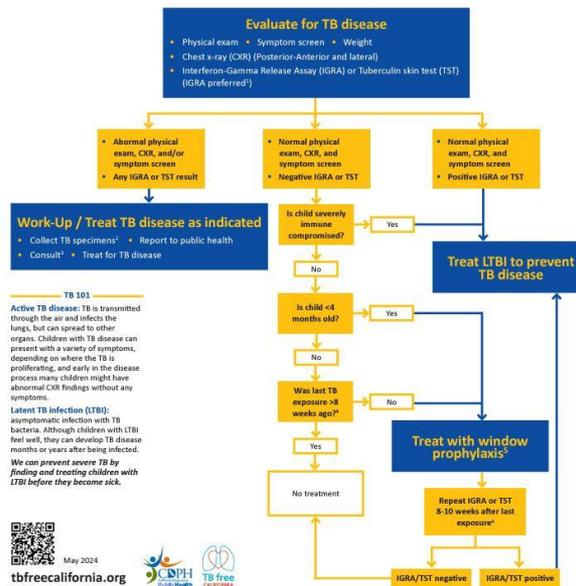 Evaluate for TB disease
• Physical exam • Symptom screen • Weight
• Chest x-ray (CXR) (Posterior-Anterior and lateral)
• Interferon-Gamma Release Assay (IGRA) or Tuberculin skin test (TST)
(IGRA preferred¹)
• Abormal physical
exam, CXR, and/or
symptom screen
• Any IGRA or TST result
• Normal physical
exam, CXR, and
symptom screen
• Negative IGRA or TST
• Normal physical
exam, CXR, and
symptom screen
• Positive IGRA or TST
Work-Up / Treat TB disease as indicated
• Collect TB specimens² • Report to public health
• Consult³ • Treat for TB disease
Is child severely
immune
compromised?
Yes
No
Treat LTBI to prevent
TB disease
Is child <4
months old?
Yes
No
Was last TB
exposure >8
weeks ago?⁴
No
Yes
Treat with window
prophylaxis⁵
No treatment
Repeat IGRA or TST
8-10 weeks after last
exposure⁶
IGRA/TST negative
IGRA/TST positive
TB 101
Active TB disease: TB is transmitted
through the air and infects the
lungs, but can spread to other
organs. Children with TB disease can
present with a variety of symptoms,
depending on where the TB is
proliferating, and early in the disease
process many children might have
abnormal CXR findings without any
symptoms.
Latent TB infection (LTBI):
asymptomatic infection with TB
bacteria. Although children with LTBI
feel well, they can develop TB disease
months or years after being infected.
We can prevent severe TB by
finding and treating children with
LTBI before they become sick.
May 2024
tbfreecalifornia.org
CDPH
TB free
CALIFORNIA